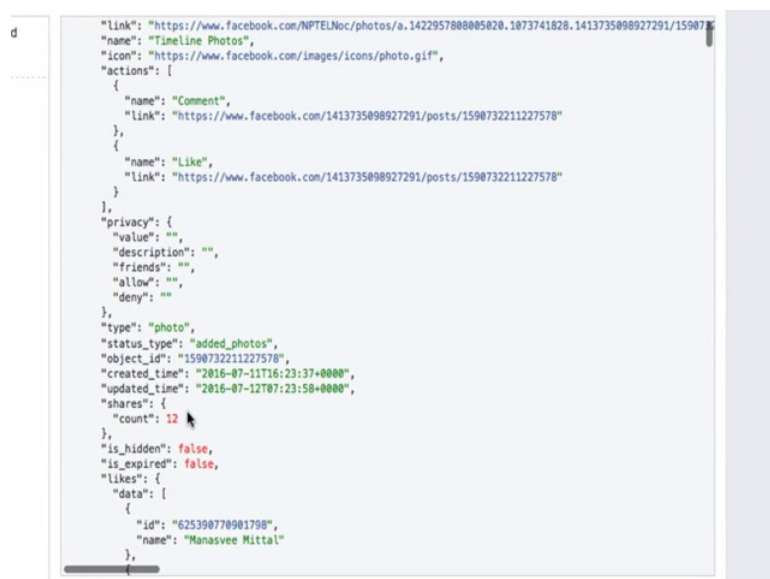 d
"link": "https://www.facebook.com/NPTELNoc/photos/a.1422957808005020.1073741828.1413735098927291/15907
"name": "Timeline Photos",
"icon": "https://www.facebook.com/images/icons/photo.gif",
"actions": [
{
"name": "Comment",
"link": "https://www.facebook.com/1413735098927291/posts/1590732211227578"
},
{
"name": "Like",
"link": "https://www.facebook.com/1413735098927291/posts/1590732211227578"
}
],
"privacy": {
"value": "",
"description": "",
"friends": "",
"allow": "",
"deny": ""
},
"type": "photo",
"status_type": "added_photos",
"object_id": "1590732211227578",
"created_time": "2016-07-11T16:23:37+0000",
"updated_time": "2016-07-12T07:23:58+0000",
"shares": {
"count": 12
},
"is_hidden": false,
"is_expired": false,
"likes": {
"data": [
{
"id": "625390770901798",
"name": "Manasvee Mittal"
},
{